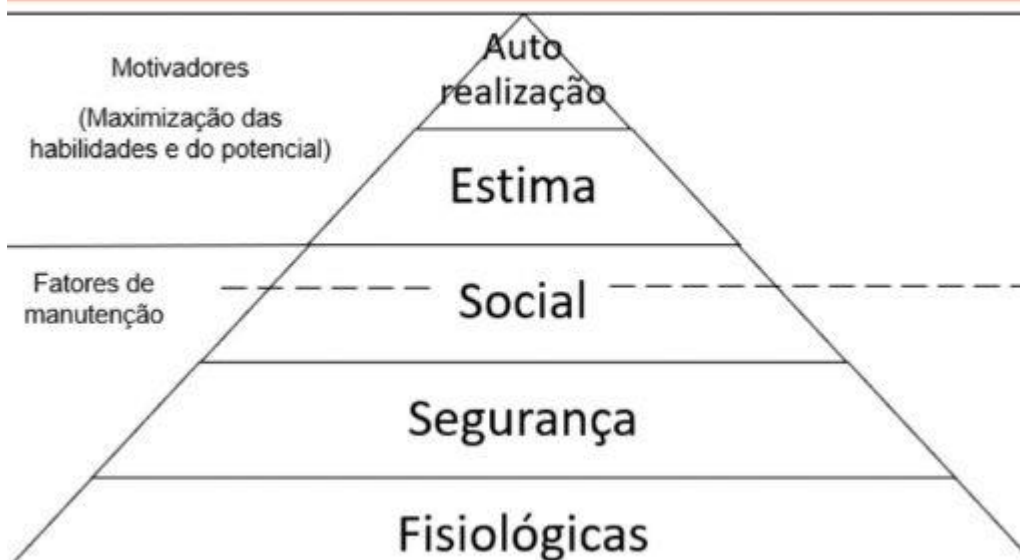 Auto
realização
Motivadores
(Maximização das
habilidades e do potencial)
Estima
Fatores de
manutenção
Social
Segurança
Fisiológicas